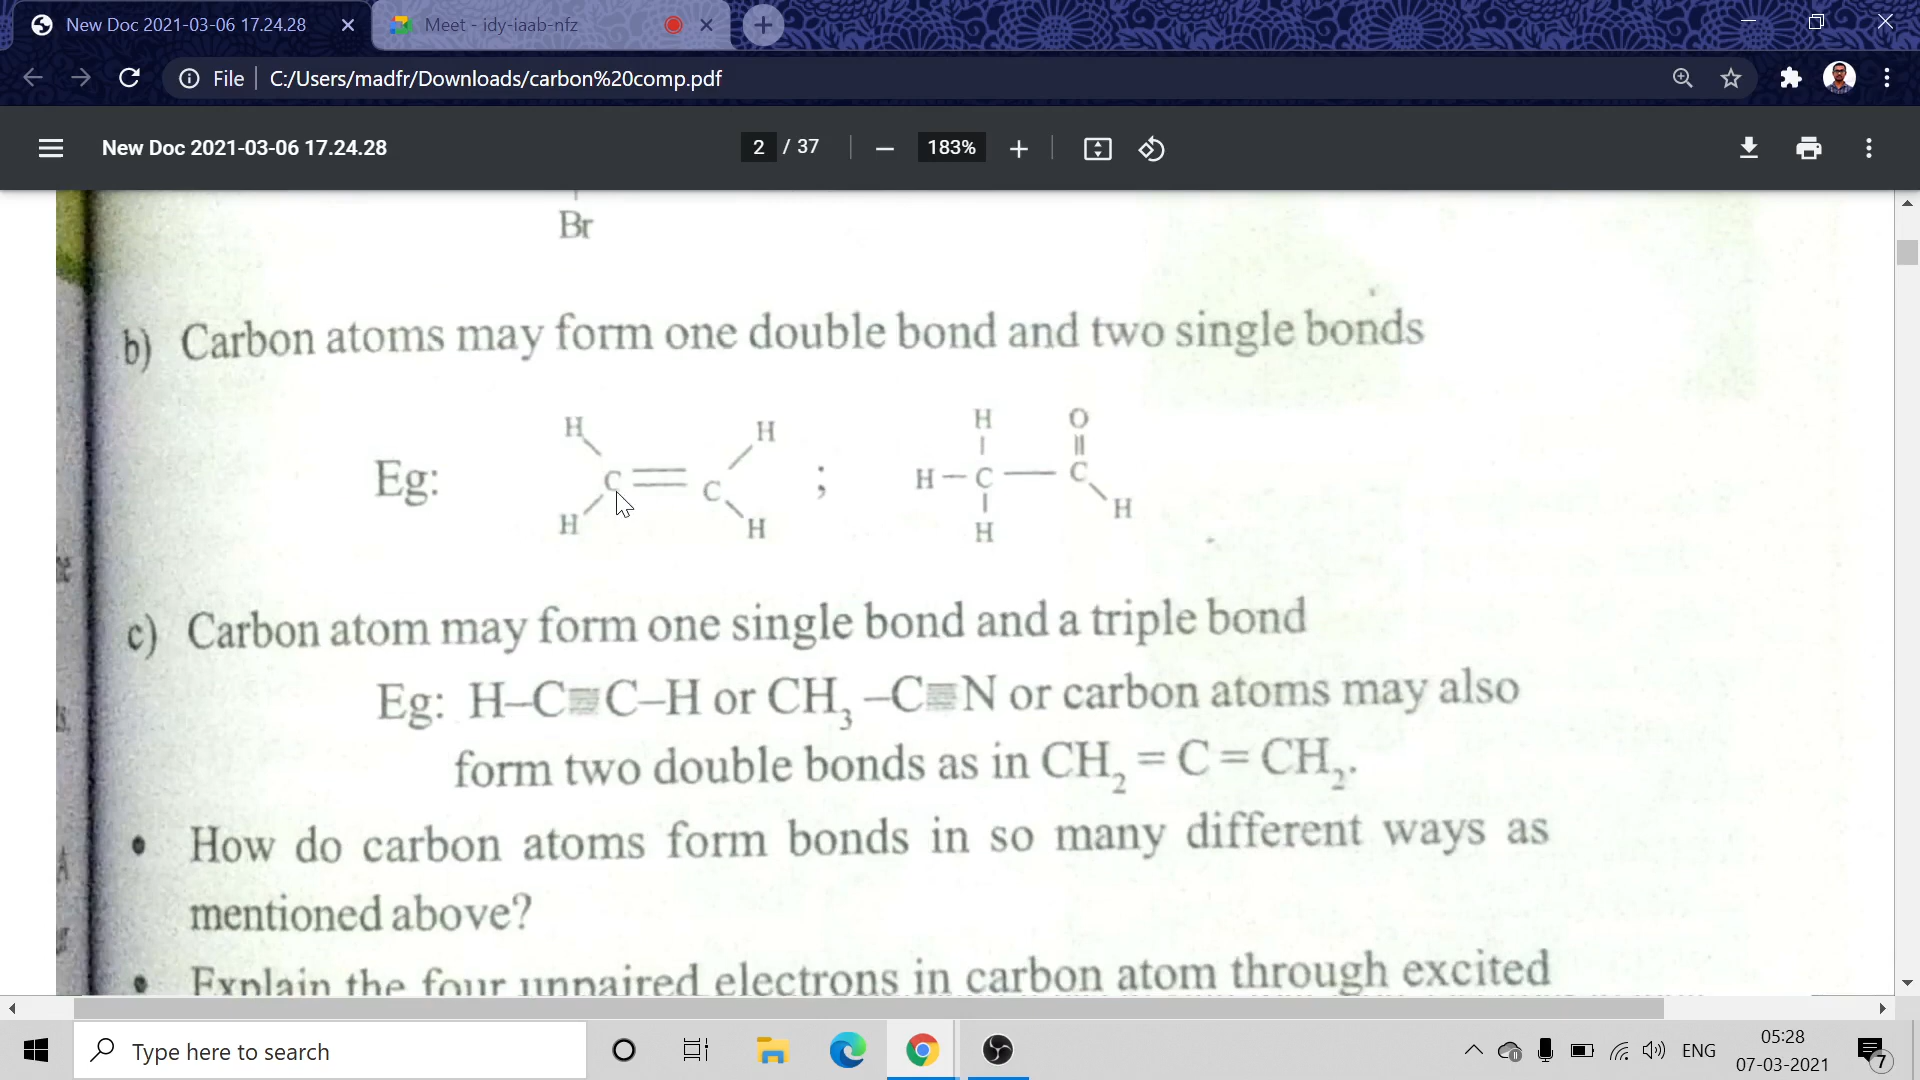 New Doc 2021-03-06 17.24.28
Meet - idy-iaab-nfz
File
C:/Users/madfr/Downloads/carbon%20comp.pdf
New Doc 2021-03-06 17.24.28
2 / 37
183%
Br
b) Carbon atoms may form one double bond and two single bonds
H H H O
Eg: C = C ; H – C — C
H H H H
c) Carbon atom may form one single bond and a triple bond
Eg: H–C≡C–H or CH₃ –C≡N or carbon atoms may also
form two double bonds as in CH₂ = C = CH₂.
• How do carbon atoms form bonds in so many different ways as
mentioned above?
• Explain the four unpaired electrons in carbon atom through excited
Type here to search
ENG
05:28
07-03-2021
7